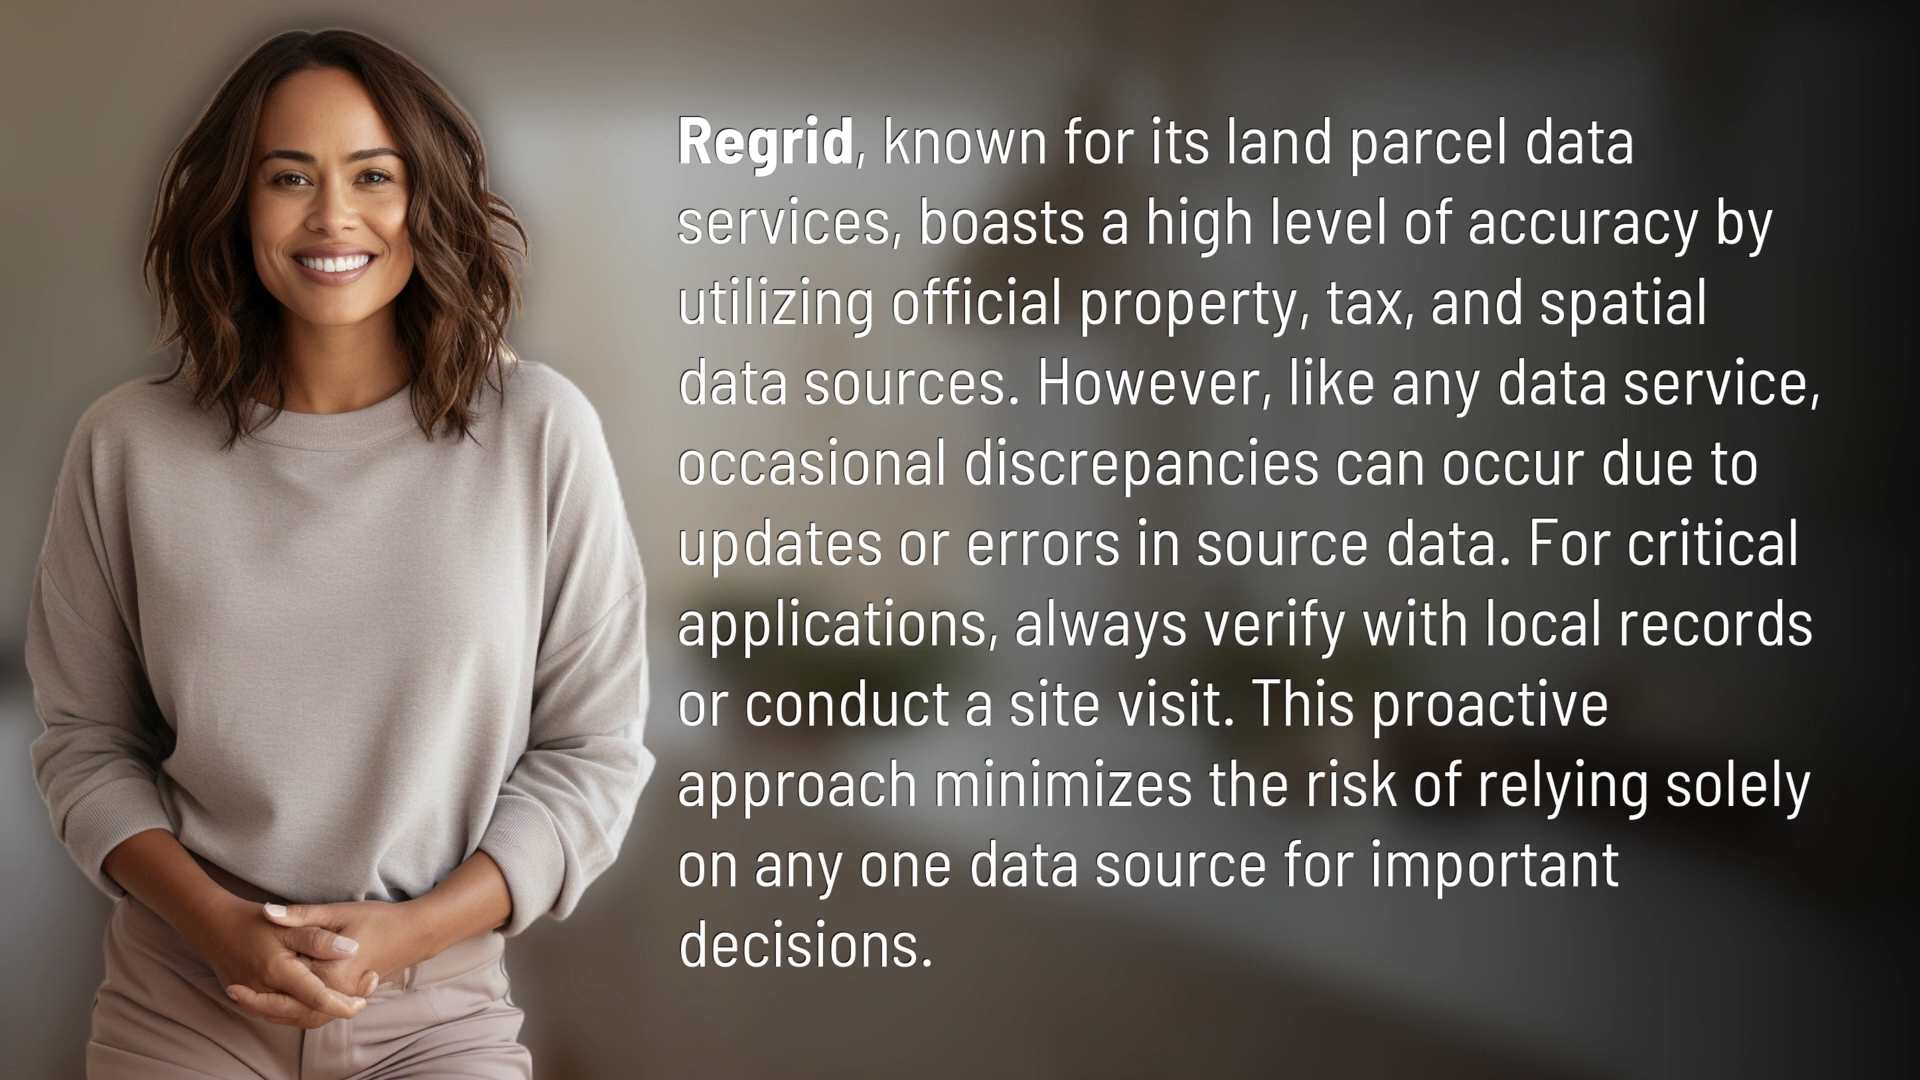 Regrid, known for its land parcel data
services, boasts a high level of accuracy by
utilizing official property, tax, and spatial
data sources. However, like any data service,
occasional discrepancies can occur due to
updates or errors in source data. For critical
applications, always verify with local records
or conduct a site visit. This proactive
approach minimizes the risk of relying solely
on any one data source for important
decisions.